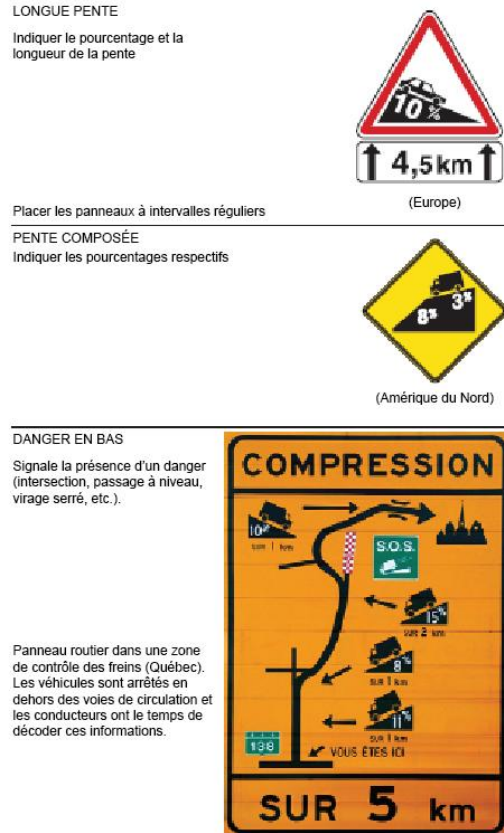 LONGUE PENTE
Indiquer le pourcentage et la
longueur de la pente
10%
4,5km
(Europe)
Placer les panneaux à intervalles réguliers
PENTE COMPOSÉE
Indiquer les pourcentages respectifs
8% 3%
(Amérique du Nord)
DANGER EN BAS
Signale la présence d'un danger
(intersection, passage à niveau,
virage serré, etc.).
Panneau routier dans une zone
de contrôle des freins (Québec).
Les véhicules sont arrêtés en
dehors des voies de circulation et
les conducteurs ont le temps de
décoder ces informations.
COMPRESSION
10%
SUR 1 km
S.O.S.
15%
SUR 2 km
8%
SUR 1 km
11%
SUR 1 km
138
VOUS ÊTES ICI
SUR 5 km